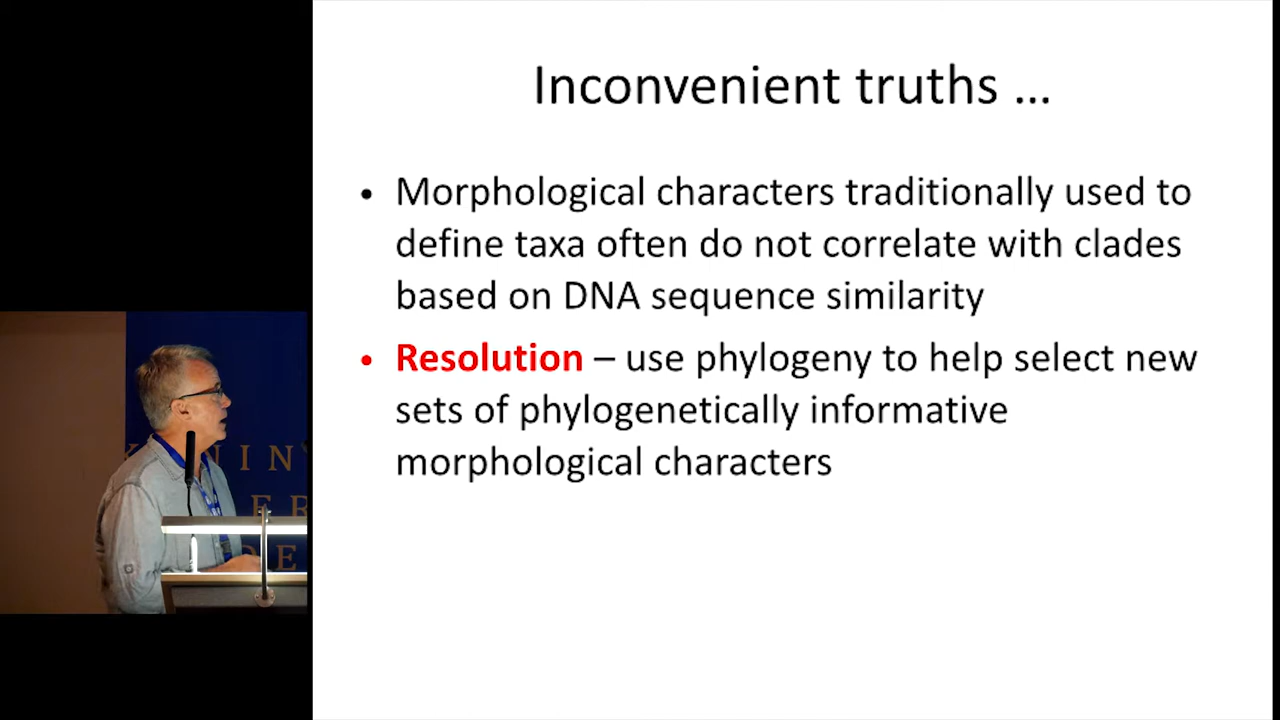 Inconvenient truths ...
• Morphological characters traditionally used to
define taxa often do not correlate with clades
based on DNA sequence similarity
• Resolution – use phylogeny to help select new
sets of phylogenetically informative
morphological characters